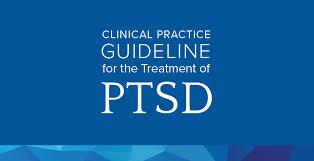 CLINICAL PRACTICE
GUIDELINE
for the Treatment of
PTSD